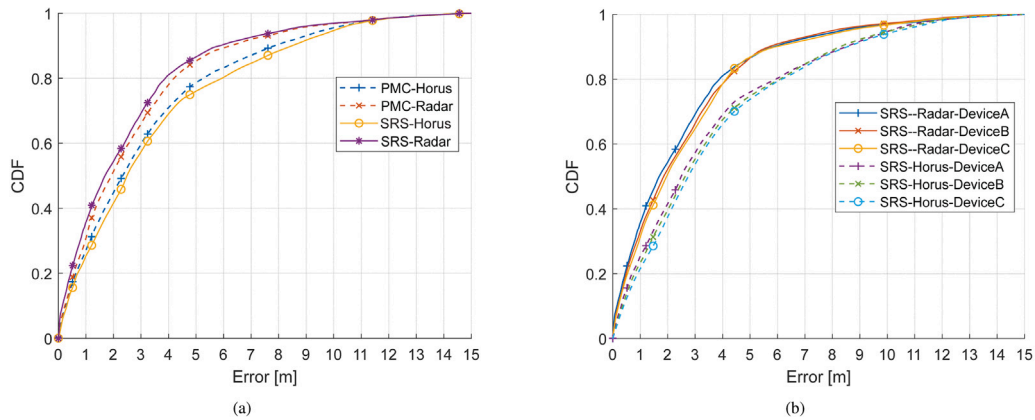 CDF
1
0.8
0.6
0.4
0.2
0
0 1 2 3 4 5 6 7 8 9 10 11 12 13 14 15
Error [m]
PMC-Horus
PMC-Radar
SRS-Horus
SRS-Radar
(a)
CDF
1
0.8
0.6
0.4
0.2
0
0 1 2 3 4 5 6 7 8 9 10 11 12 13 14 15
Error [m]
SRS--Radar-DeviceA
SRS--Radar-DeviceB
SRS--Radar-DeviceC
SRS-Horus-DeviceA
SRS-Horus-DeviceB
SRS-Horus-DeviceC
(b)